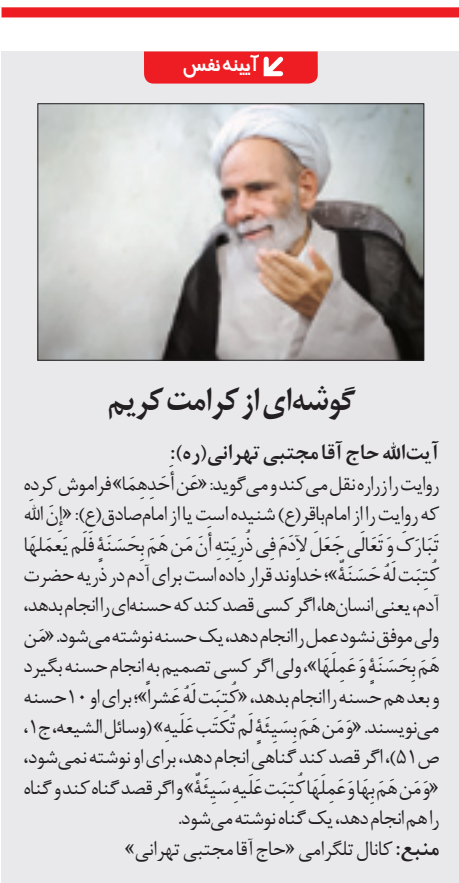 آیینه نفس
گوشه‌ای از کرامت کریم
آیت‌الله حاج آقا مجتبی تهرانی(ره):
روایت را زراره نقل می‌کند و می‌گوید: «عَن أَحَدِهِمَا» فراموش کرده
که روایت را از امام‌باقر(ع) شنیده است یا از امام‌صادق(ع): «إِنَ الله
تَبَارَکَ وَ تَعَالَی جَعَلَ لآدَمَ فِی ذُرِیَتِه أَنَ مَن هَمَ بِحَسَنَةٌ فَلَم یَعمَلهَا
کُتِبَت لَهُ حَسَنَةٌ»؛ خداوند قرار داده است برای آدم در ذریه حضرت
آدم، یعنی انسان‌ها، اگر کسی قصد کند که حسنه‌ای را انجام بدهد،
ولی موفق نشود عمل را انجام دهد، یک حسنه نوشته می‌شود. «مَن
هَمَ بِحَسَنَةٌ وَ عَمِلَهَا»، ولی اگر کسی تصمیم به انجام حسنه بگیرد
و بعد هم حسنه را انجام بدهد، «کُتِبَت لَهُ عَشراً»؛ برای او ۱۰ حسنه
می‌نویسند. «وَ مَن هَمَ بِسَیِئَةٌ لَم تُکتَب عَلَیهِ» (وسائل الشیعه، ج۱،
ص ۵۱)، اگر قصد کند گناهی انجام دهد، برای او نوشته نمی‌شود،
«وَ مَن هَمَ بِهَا وَ عَمِلَهَا کُتِبَت عَلَیهِ سَیِئَةٌ» و اگر قصد گناه کند و گناه
را هم انجام دهد، یک گناه نوشته می‌شود.
منبع: کانال تلگرامی «حاج آقا مجتبی تهرانی»